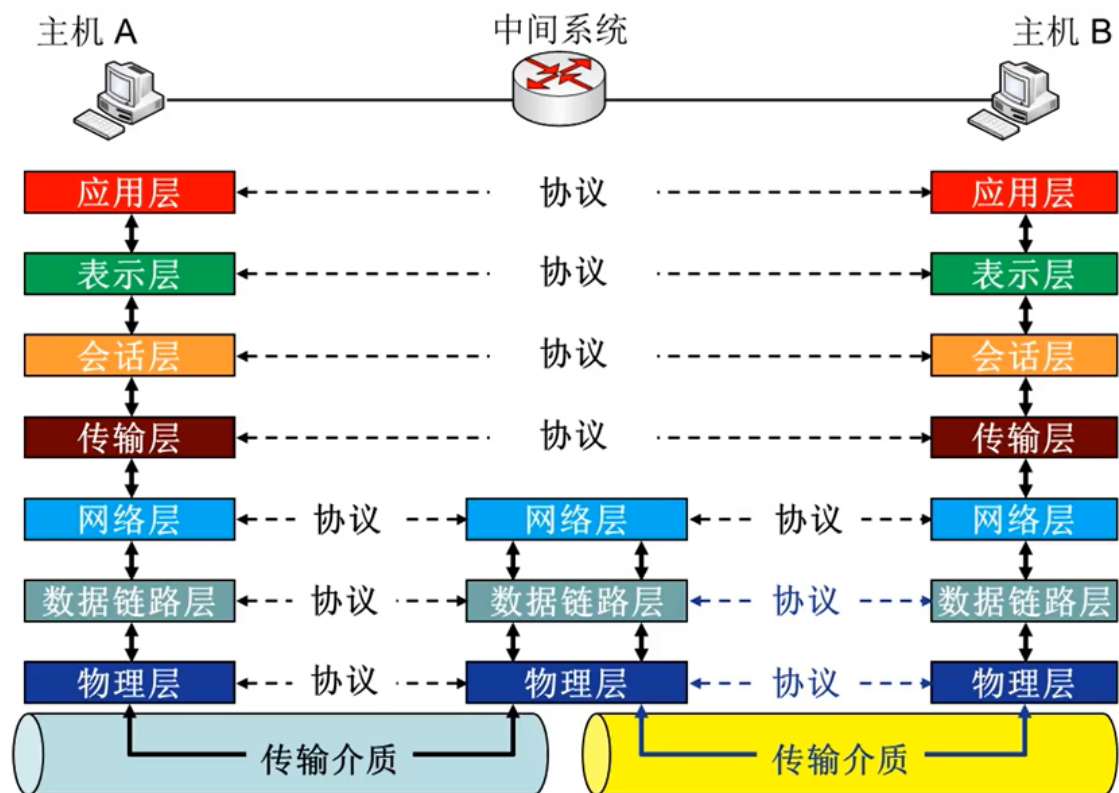 主机 A 中间系统 主机 B
应用层 协议 应用层
表示层 协议 表示层
会话层 协议 会话层
传输层 协议 传输层
网络层 协议 网络层 协议 网络层
数据链路层 协议 数据链路层 协议 数据链路层
物理层 协议 物理层 协议 物理层
传输介质 传输介质